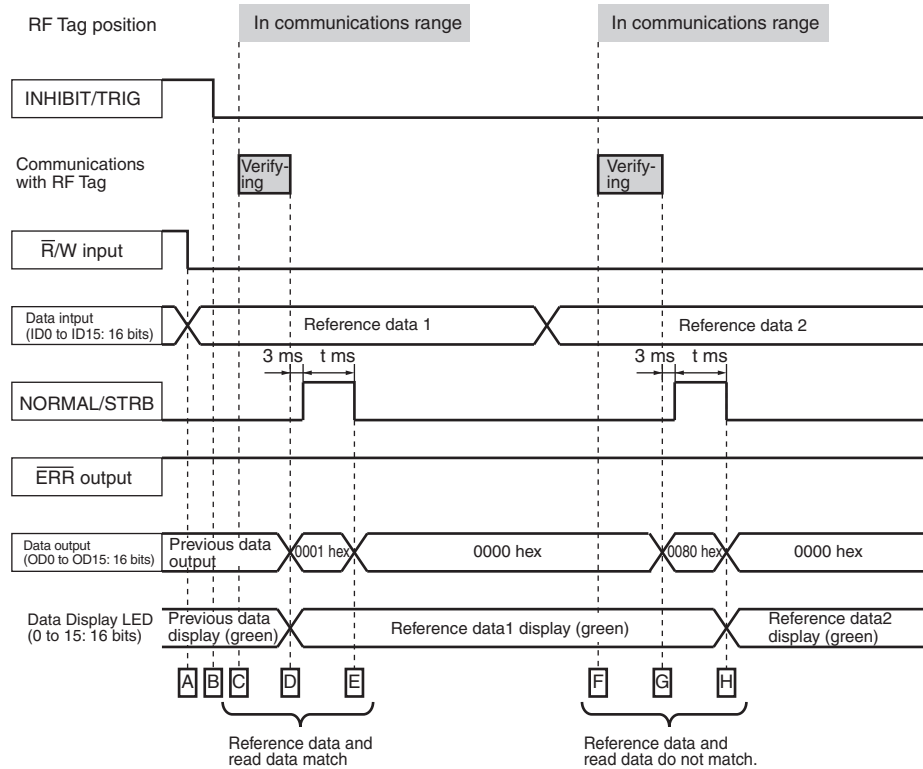 RF Tag position
In communications range
In communications range
INHIBIT/TRIG
Communications
with RF Tag
Verify-
ing
Verify-
ing
R̅/W input
Data intput
(ID0 to ID15: 16 bits)
Reference data 1
Reference data 2
3 ms
t ms
3 ms
t ms
NORMAL/STRB
E̅R̅R̅ output
Data output
(OD0 to OD15: 16 bits)
Previous data
output
0001 hex
0000 hex
0080 hex
0000 hex
Data Display LED
(0 to 15: 16 bits)
Previous data
display (green)
Reference data1 display (green)
Reference data2
display (green)
A
B
C
D
E
F
G
H
Reference data and
read data match
Reference data and
read data do not match.